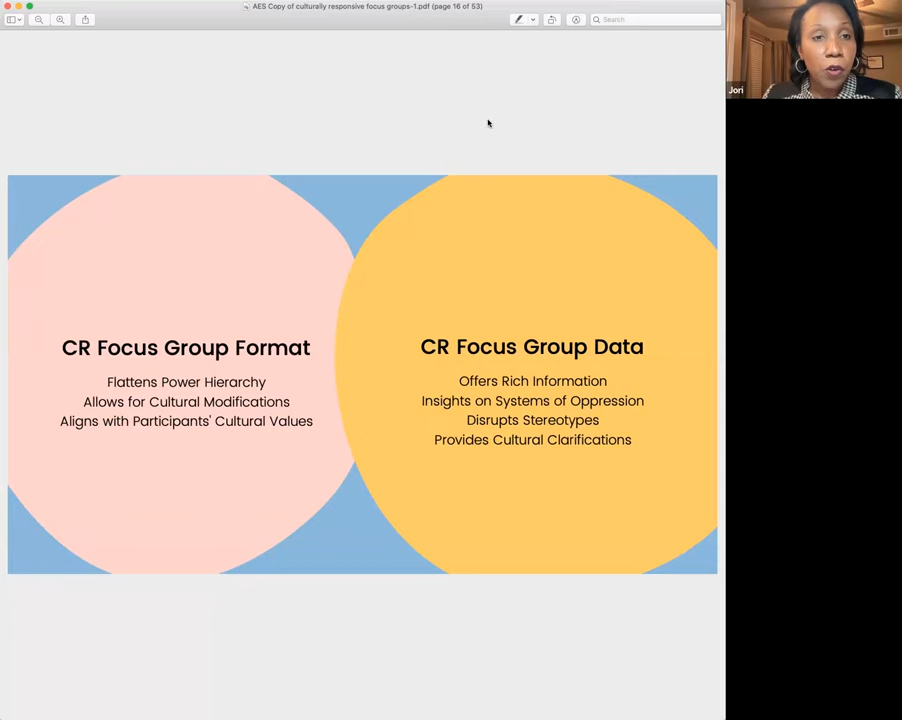 AES Copy of culturally responsive focus groups-1.pdf (page 16 of 53)
Search
Jori
CR Focus Group Format
Flattens Power Hierarchy
Allows for Cultural Modifications
Aligns with Participants' Cultural Values
CR Focus Group Data
Offers Rich Information
Insights on Systems of Oppression
Disrupts Stereotypes
Provides Cultural Clarifications